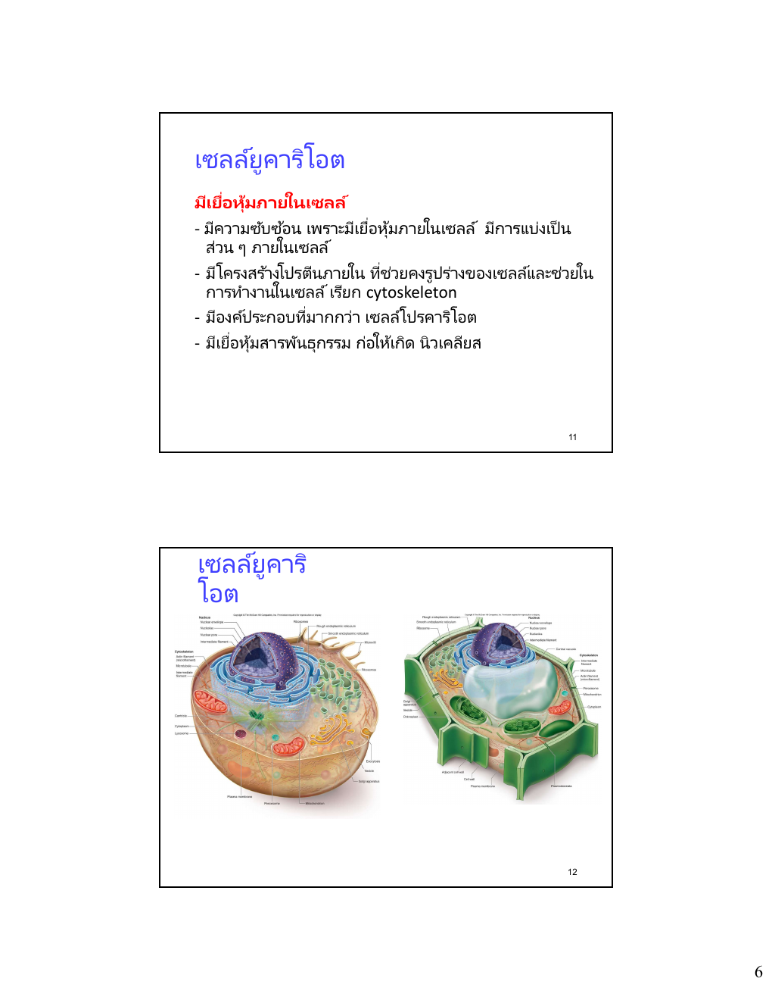 เซลล์ยูคาริโอต
มีเยื่อหุ้มภายในเซลล์
- มีความซับซ้อน เพราะมีเยื่อหุ้มภายในเซลล์ มีการแบ่งเป็น
ส่วน ๆ ภายในเซลล์
- มีโครงสร้างโปรตีนภายใน ที่ช่วยคงรูปร่างของเซลล์และช่วยใน
การทำงานในเซลล์ เรียก cytoskeleton
- มีองค์ประกอบที่มากกว่า เซลล์โปรคาริโอต
- มีเยื่อหุ้มสารพันธุกรรม ก่อให้เกิด นิวเคลียส
11
เซลล์ยูคาริ
โอต
Nucleus
Nuclear envelope
Nucleolus
Nuclear pore
Intermediate filament
Cytoskeleton
Actin filament
(microfilament)
Microtubule
Intermediate
filament
Centriole
Cytoplasm
Lysosome
Ribosomes
Rough endoplasmic reticulum
Smooth endoplasmic reticulum
Microvilli
Ribosomes
Exocytosis
Vesicle
Golgi apparatus
Plasma membrane
Peroxisome
Mitochondrion
Rough endoplasmic reticulum
Smooth endoplasmic reticulum
Ribosome
Nucleus
Nuclear envelope
Nuclear pore
Nucleolus
Intermediate filament
Central vacuole
Cytoskeleton
Intermediate
filament
Microtubule
Actin filament
(microfilament)
Peroxisome
Mitochondrion
Cytoplasm
Golgi
apparatus
Vesicle
Chloroplast
Adjacent cell wall
Cell wall
Plasma membrane
Plasmodesmata
12
6